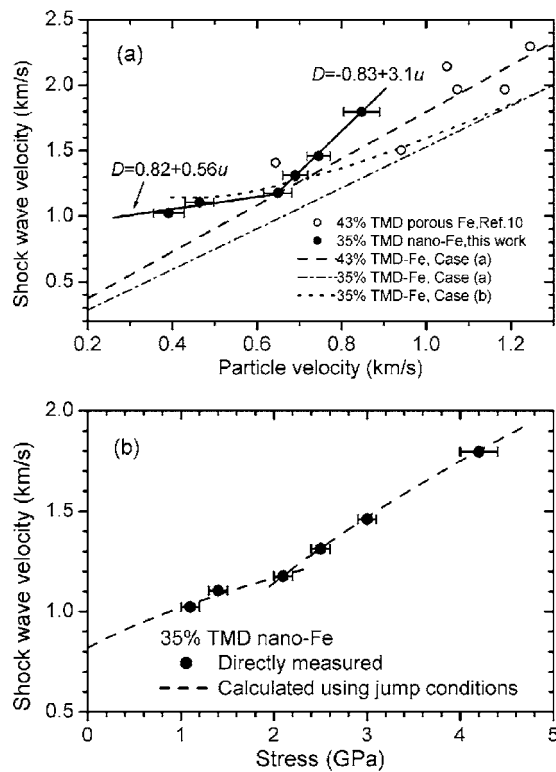 (a)
D=-0.83+3.1u
D=0.82+0.56u
43% TMD porous Fe,Ref.10
35% TMD nano-Fe,this work
43% TMD-Fe, Case (a)
35% TMD-Fe, Case (a)
35% TMD-Fe, Case (b)
Shock wave velocity (km/s)
2.5
2.0
1.5
1.0
0.5
0.2 0.4 0.6 0.8 1.0 1.2
Particle velocity (km/s)
(b)
Shock wave velocity (km/s)
2.0
1.5
1.0
0.5
35% TMD nano-Fe
Directly measured
Calculated using jump conditions
0 1 2 3 4 5
Stress (GPa)